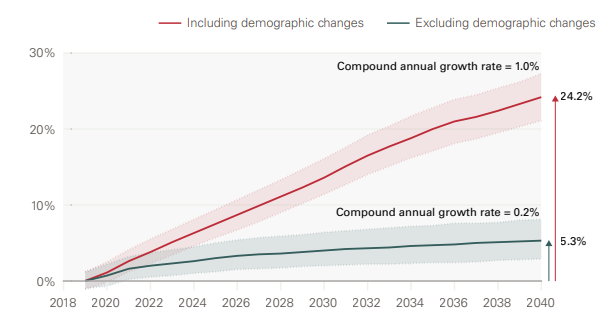 Including demographic changes Excluding demographic changes
30%
Compound annual growth rate = 1.0%
24.2%
20%
10%
Compound annual growth rate = 0.2%
5.3%
0%
2018 2020 2022 2024 2026 2028 2030 2032 2034 2036 2038 2040